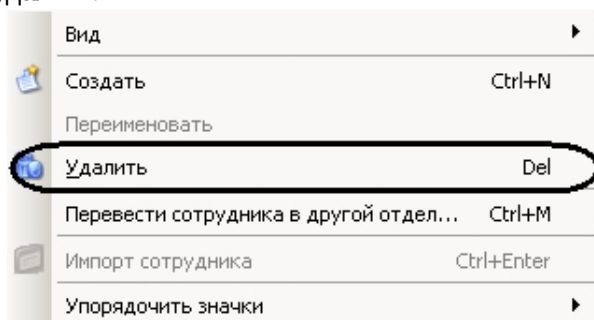 Вид
Создать Ctrl+N
Переименовать
Удалить Del
Перевести сотрудника в другой отдел... Ctrl+M
Импорт сотрудника Ctrl+Enter
Упорядочить значки